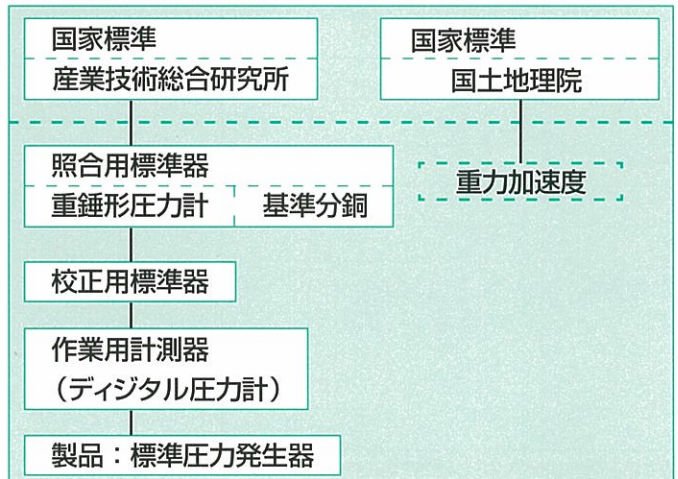 国家標準
産業技術総合研究所
国家標準
国土地理院
照合用標準器
重錘形圧力計
基準分銅
重力加速度
校正用標準器
作業用計測器
（ディジタル圧力計）
製品：標準圧力発生器